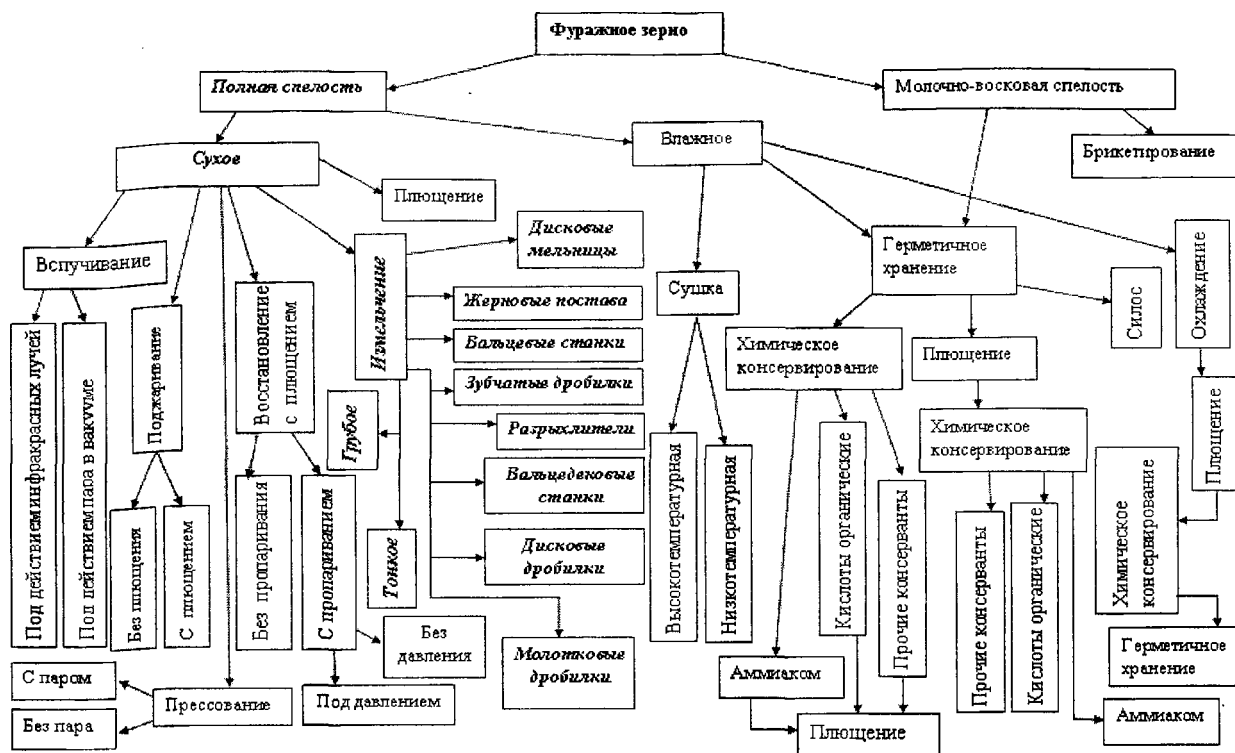 Фуражное зерно
Полная спелость
Молочно-восковая спелость
Сухое
Влажное
Брикетирование
Плющение
Вспучивание
Под действием инфракрасных лучей
Под действием пара в вакууме
Поджаривание
Без плющения
С плющением
Восстановление
с плющением
Без пропаривания
С пропариванием
Без
давления
Под давлением
Прессование
С паром
Без пара
Измельчение
Грубое
Тонкое
Дисковые
мельницы
Жерновые постава
Вальцевые станки
Зубчатые дробилки
Разрыхлители
Вальцедековые
станки
Дисковые
дробилки
Молотковые
дробилки
Сушка
Высокотемпературная
Низкотемпературная
Герметичное
хранение
Химическое
консервирование
Аммиаком
Кислоты органические
Прочие консерванты
Плющение
Плющение
Химическое
консервирование
Прочие консерванты
Кислоты органические
Аммиаком
Силос
Охлаждение
Плющение
Химическое
консервирование
Герметичное
хранение